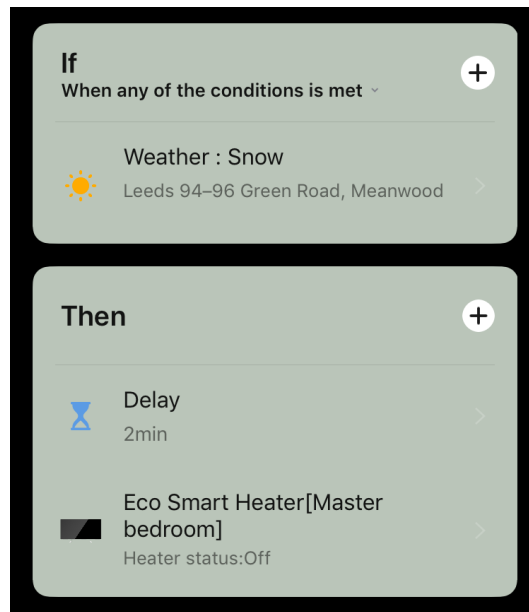 If
When any of the conditions is met
Weather : Snow
Leeds 94–96 Green Road, Meanwood
Then
Delay
2min
Eco Smart Heater[Master
bedroom]
Heater status:Off